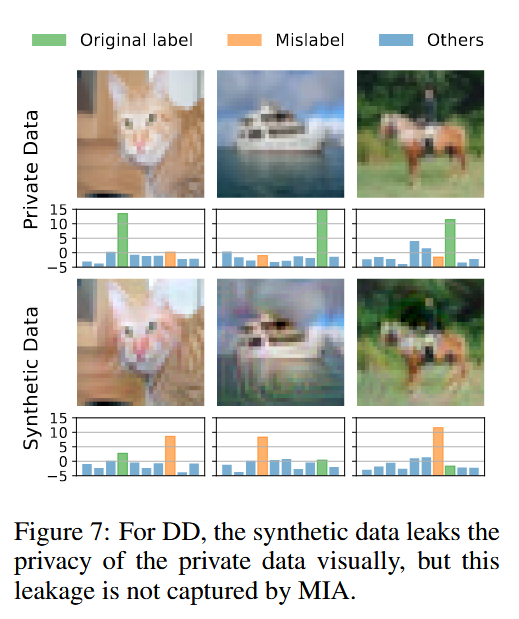 Original label Mislabel Others
Private Data
15
10
5
0
−5
Synthetic Data
15
10
5
0
−5
Figure 7: For DD, the synthetic data leaks the
privacy of the private data visually, but this
leakage is not captured by MIA.